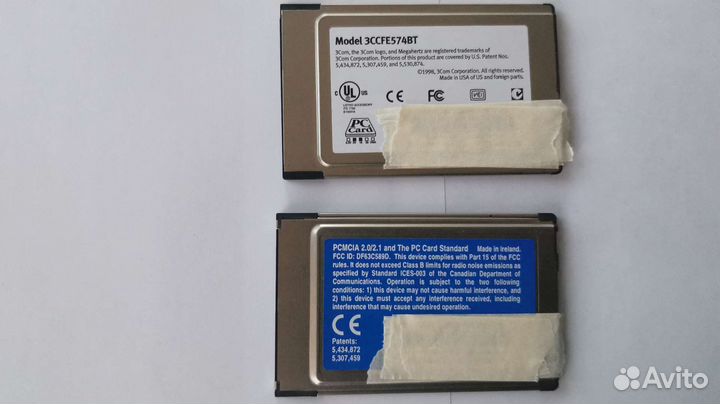 Model 3CCFE574BT
3Com, the 3Com logo, and Megahertz are registered trademarks of
3Com Corporation. Portions of this product are covered by U.S. Patent Nos.
5,434,872, 5,307,459, and 5,530,874.
©1998, 3Com Corporation, All rights reserved.
Made in USA of US and foreign parts.
C UL US
LISTED ACCESSORY
CE FC
PC
Card
PCMCIA 2.0/2.1 and The PC Card Standard Made in Ireland.
FCC ID: DF63C589D. This device complies with Part 15 of the FCC
rules. It does not exceed Class B limits for radio noise emissions as
specified by Standard ICES-003 of the Canadian Department of
Communications. Operation is subject to the two following
conditions: 1) this device may not cause harmful interference, and
2) this device must accept any interference received, including
interference that may cause undesired operation.
CE
Patents:
5,434,872
5,307,459
Avito